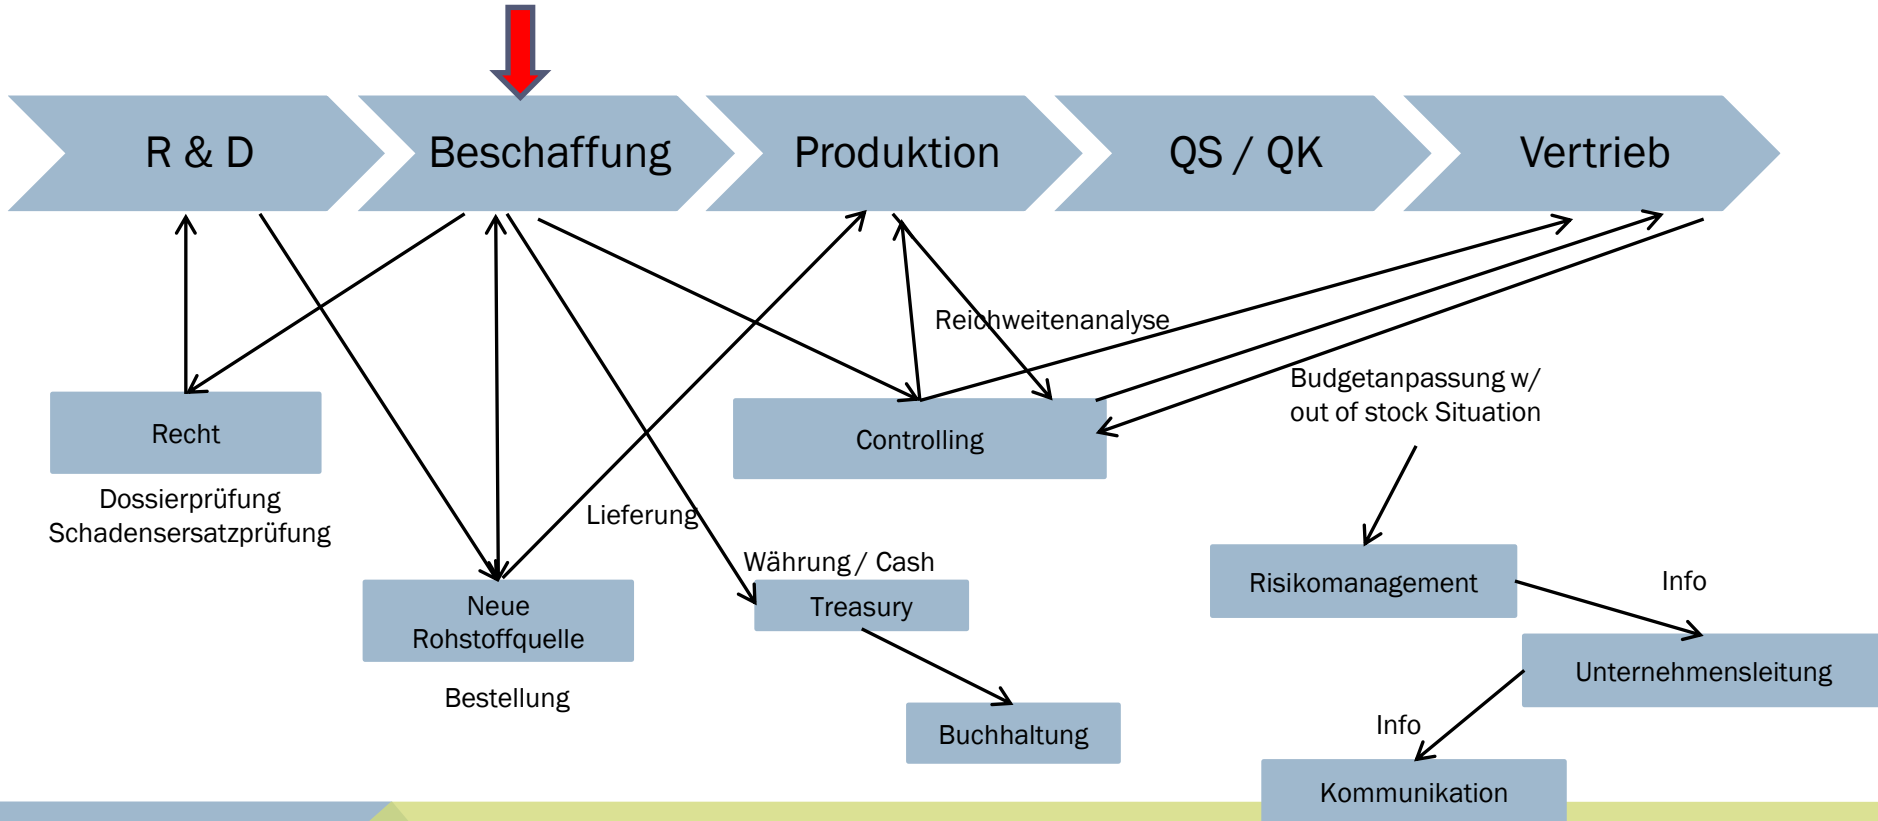 R & D
Beschaffung
Produktion
QS / QK
Vertrieb
Reichweitenanalyse
Budgetanpassung w/
out of stock Situation
Recht
Controlling
Dossierprüfung
Schadensersatzprüfung
Lieferung
Währung / Cash
Neue
Rohstoffquelle
Treasury
Risikomanagement
Info
Bestellung
Buchhaltung
Unternehmensleitung
Info
Kommunikation